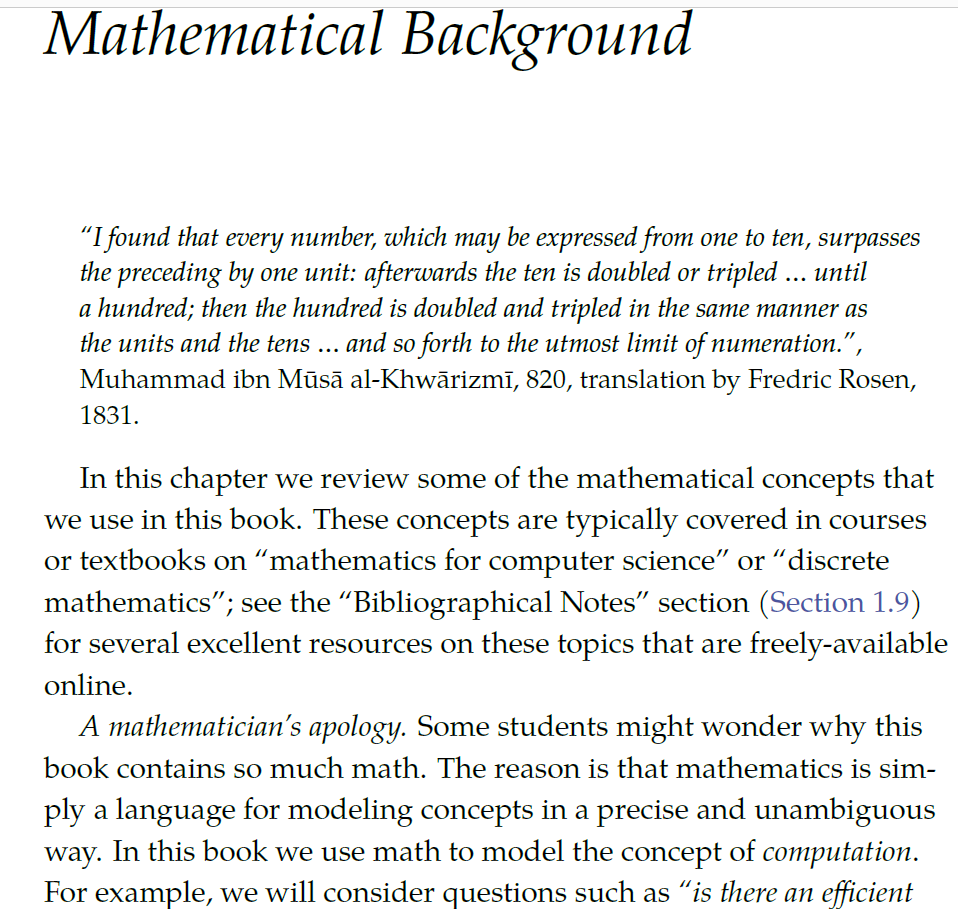 Mathematical Background
“I found that every number, which may be expressed from one to ten, surpasses
the preceding by one unit: afterwards the ten is doubled or tripled … until
a hundred; then the hundred is doubled and tripled in the same manner as
the units and the tens … and so forth to the utmost limit of numeration.”,
Muhammad ibn Mūsā al-Khwārizmī, 820, translation by Fredric Rosen,
1831.
In this chapter we review some of the mathematical concepts that
we use in this book. These concepts are typically covered in courses
or textbooks on “mathematics for computer science” or “discrete
mathematics”; see the “Bibliographical Notes” section (Section 1.9)
for several excellent resources on these topics that are freely-available
online.
A mathematician’s apology. Some students might wonder why this
book contains so much math. The reason is that mathematics is sim-
ply a language for modeling concepts in a precise and unambiguous
way. In this book we use math to model the concept of computation.
For example, we will consider questions such as “is there an efficient